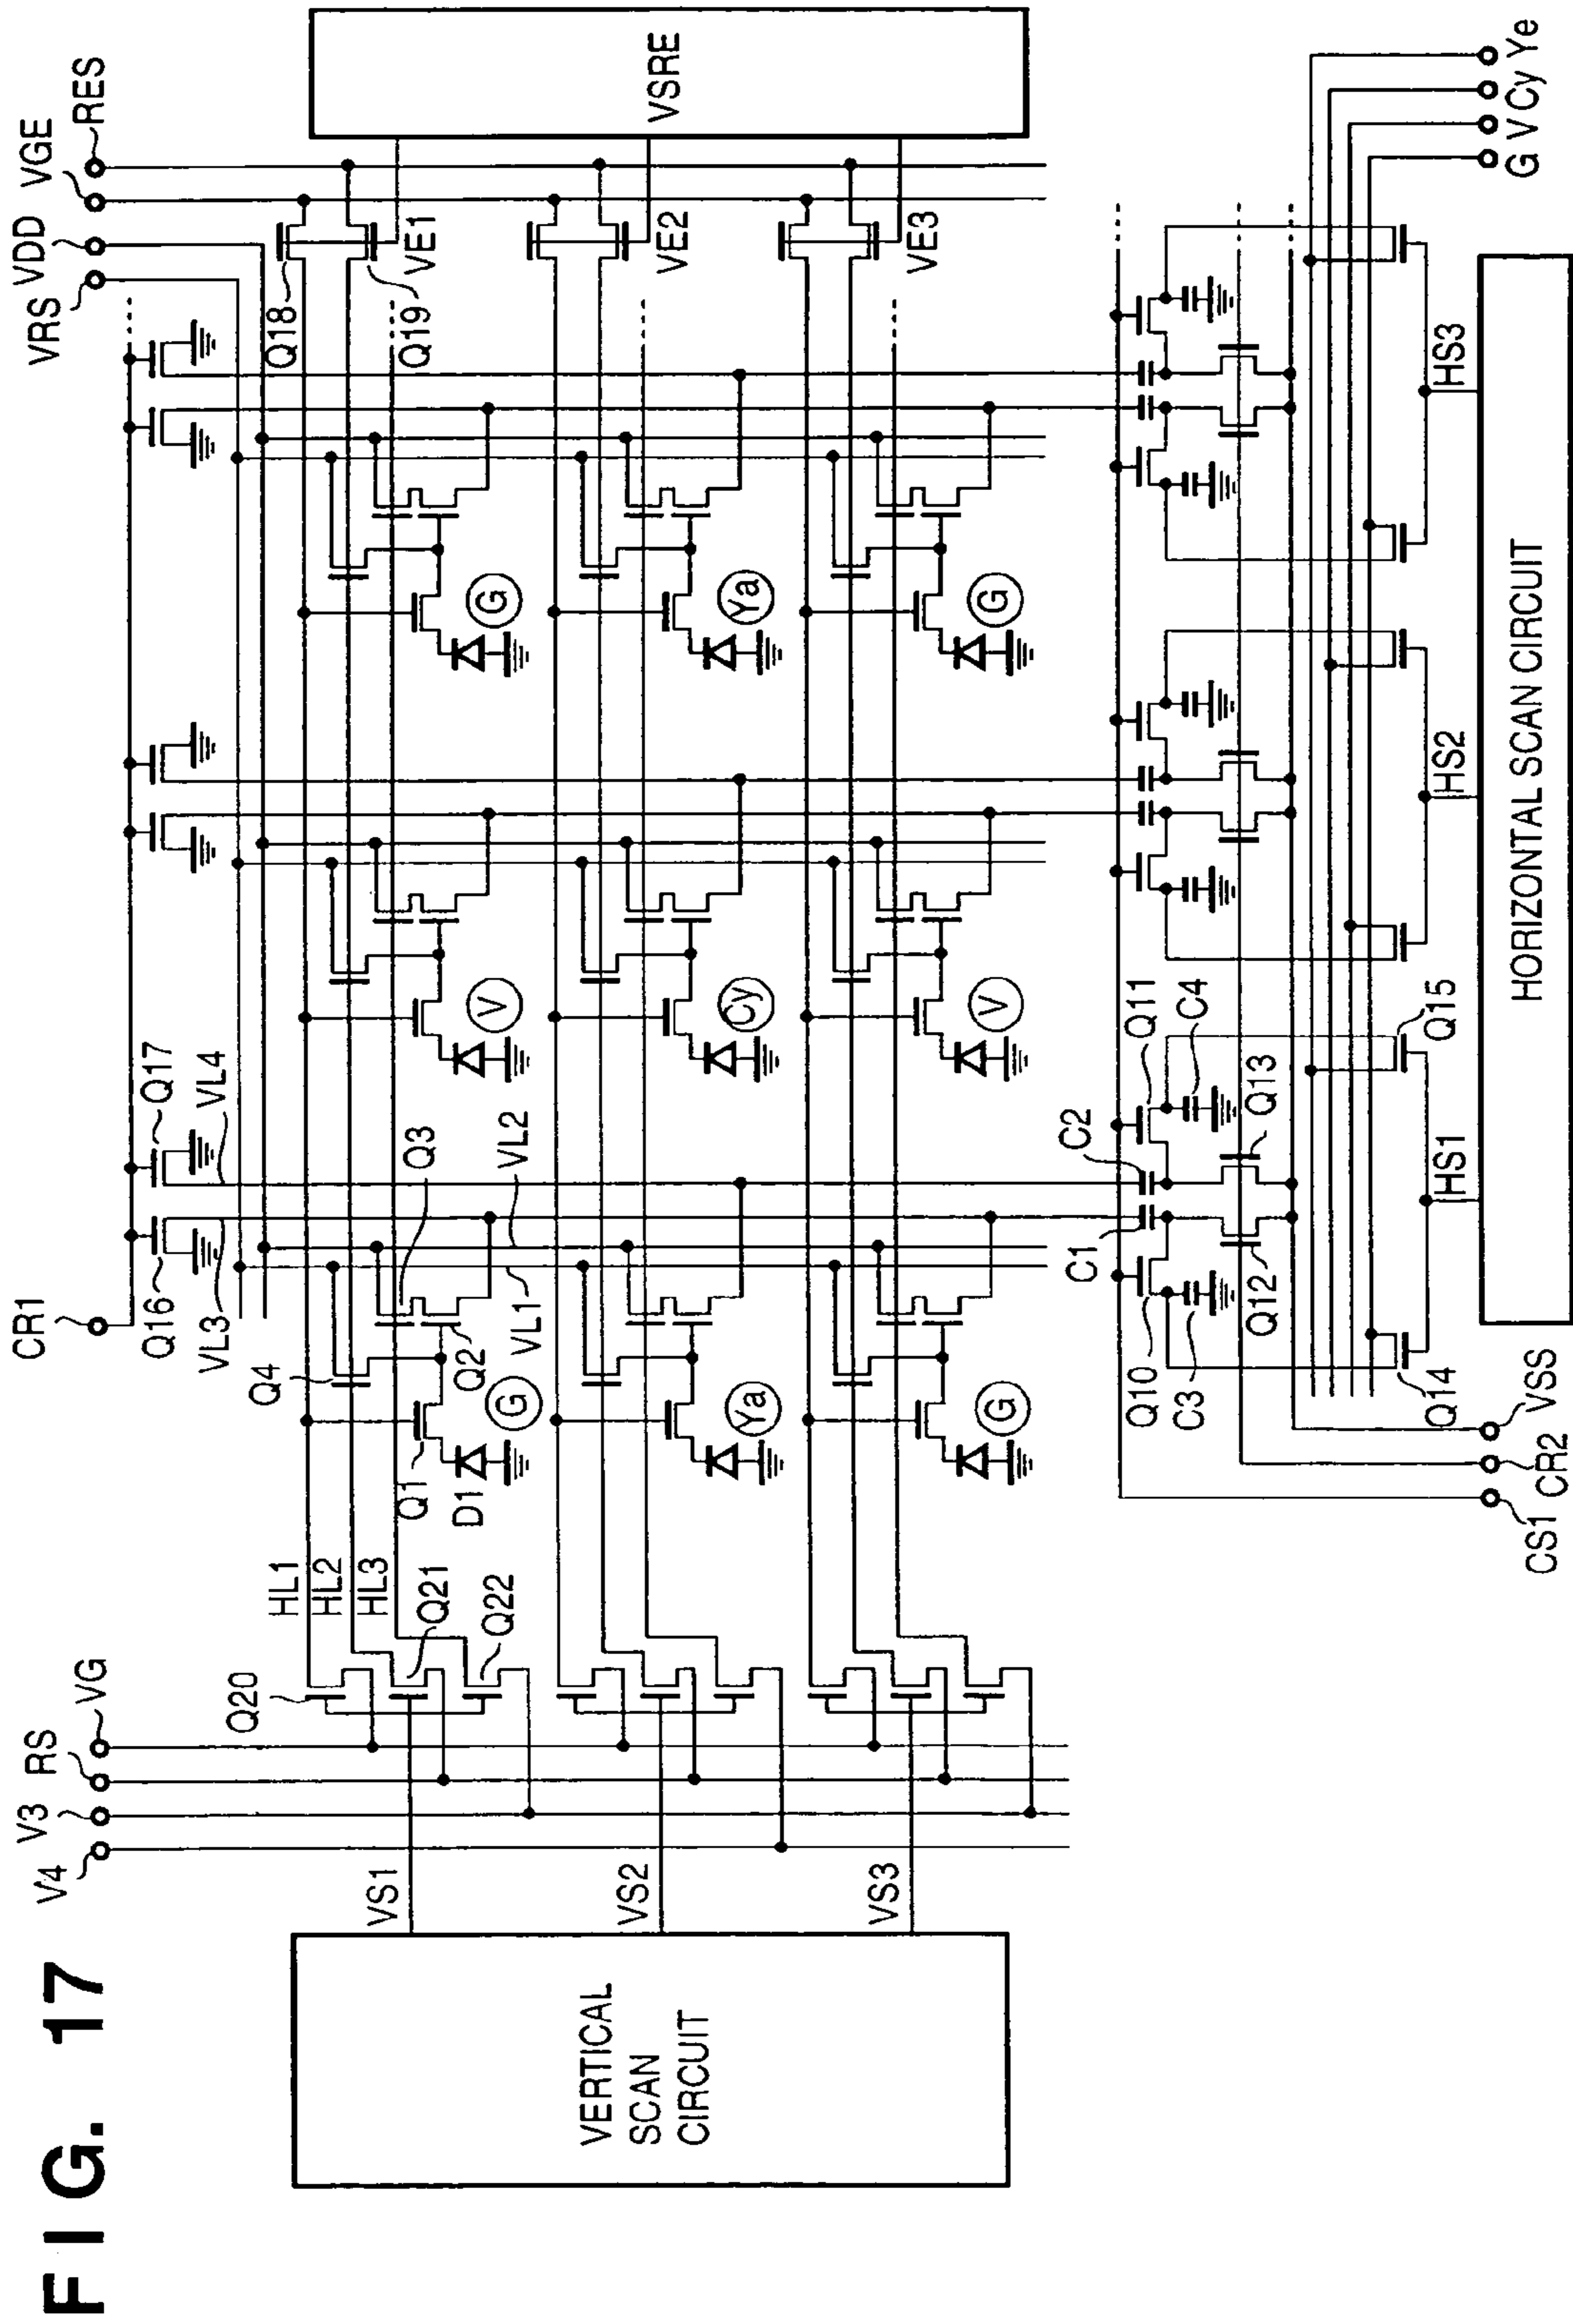 FIG. 17
V4
V3
RS
VG
CR1
VRS
VDD
VGE
RES
VERTICAL
SCAN
CIRCUIT
VS1
VS2
VS3
Q20
Q21
Q22
HL1
HL2
HL3
Q16
Q17
VL3
VL4
Q4
Q3
Q1
Q2
D1
VL1
VL2
G
V
G
Ya
Cy
Ya
G
V
G
Q18
Q19
VE1
VE2
VE3
VSRE
C1
C2
Q10
Q11
C3
C4
Q12
Q13
Q14
Q15
HS1
HS2
HS3
CS1
CR2
VSS
G
V
Cy
Ye
HORIZONTAL SCAN CIRCUIT